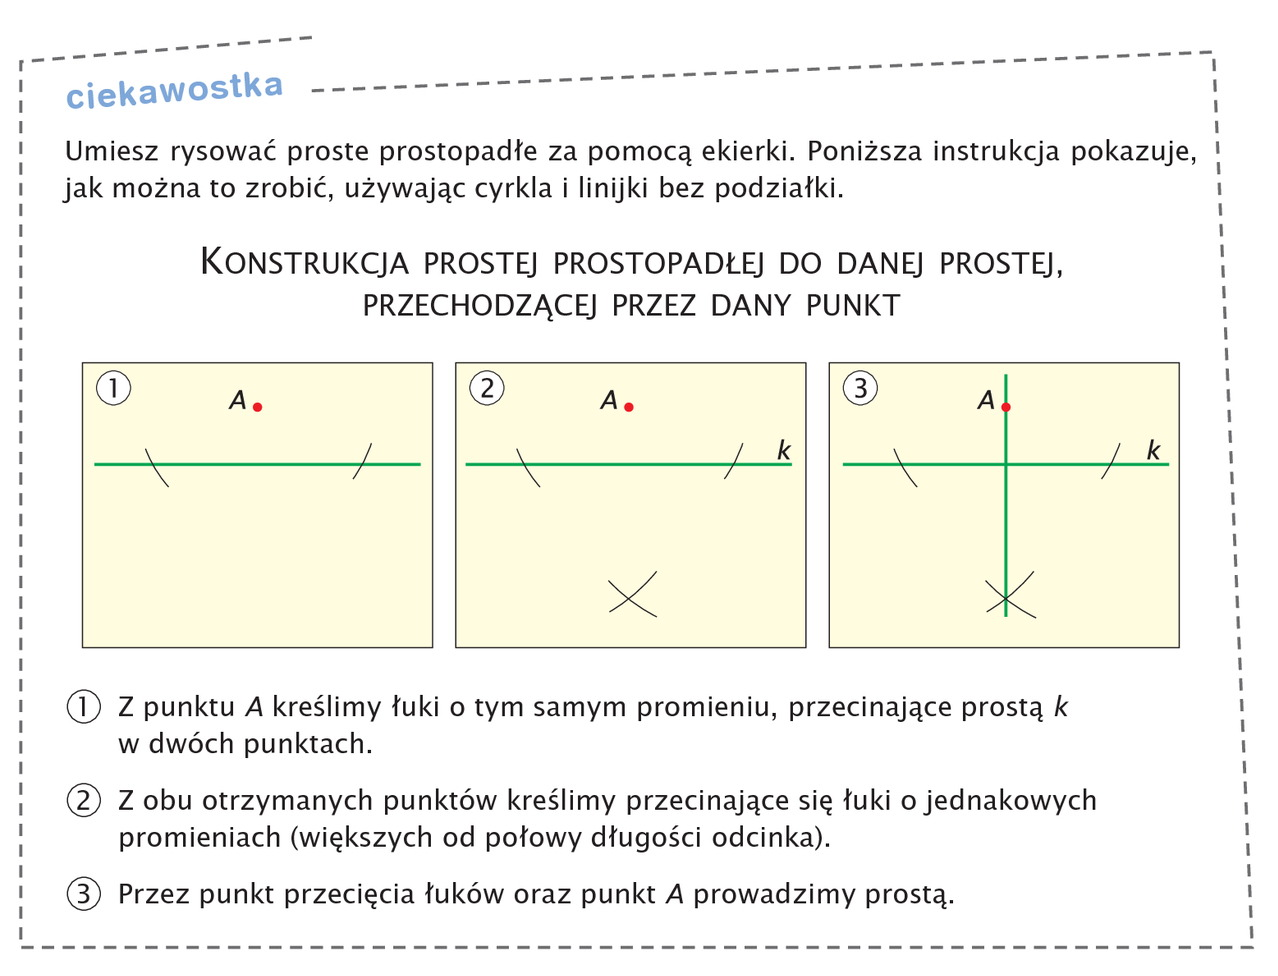 ciekawostka
Umiesz rysować proste prostopadłe za pomocą ekierki. Poniższa instrukcja pokazuje,
jak można to zrobić, używając cyrkla i linijki bez podziałki.
KONSTRUKCJA PROSTEJ PROSTOPADŁEJ DO DANEJ PROSTEJ,
PRZECHODZĄCEJ PRZEZ DANY PUNKT
1 A
2 A k
3 A k
1 Z punktu A kreślimy łuki o tym samym promieniu, przecinające prostą k
w dwóch punktach.
2 Z obu otrzymanych punktów kreślimy przecinające się łuki o jednakowych
promieniach (większych od połowy długości odcinka).
3 Przez punkt przecięcia łuków oraz punkt A prowadzimy prostą.